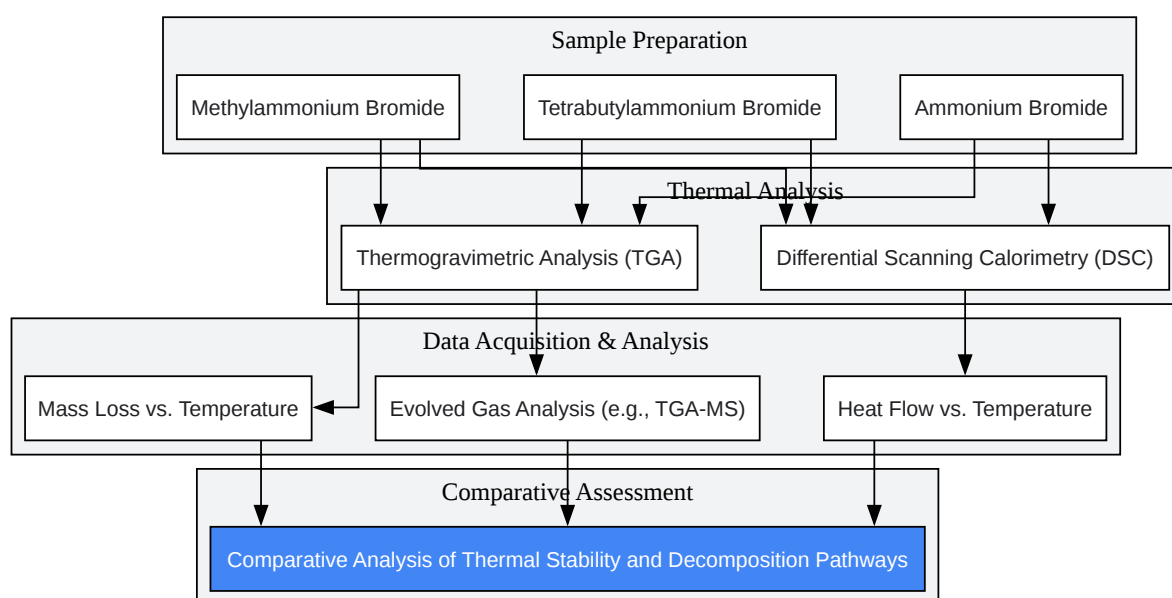 Sample Preparation
Methylammonium Bromide
Tetrabutylammonium Bromide
Ammonium Bromide
Thermal Analysis
Thermogravimetric Analysis (TGA)
Differential Scanning Calorimetry (DSC)
Data Acquisition & Analysis
Mass Loss vs. Temperature
Evolved Gas Analysis (e.g., TGA-MS)
Heat Flow vs. Temperature
Comparative Assessment
Comparative Analysis of Thermal Stability and Decomposition Pathways